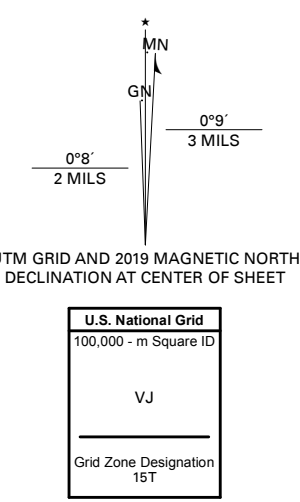 MN
GN
0°9´
3 MILS
0°8´
2 MILS
UTM GRID AND 2019 MAGNETIC NORTH
DECLINATION AT CENTER OF SHEET
U.S. National Grid
100,000 - m Square ID
VJ
Grid Zone Designation
15T